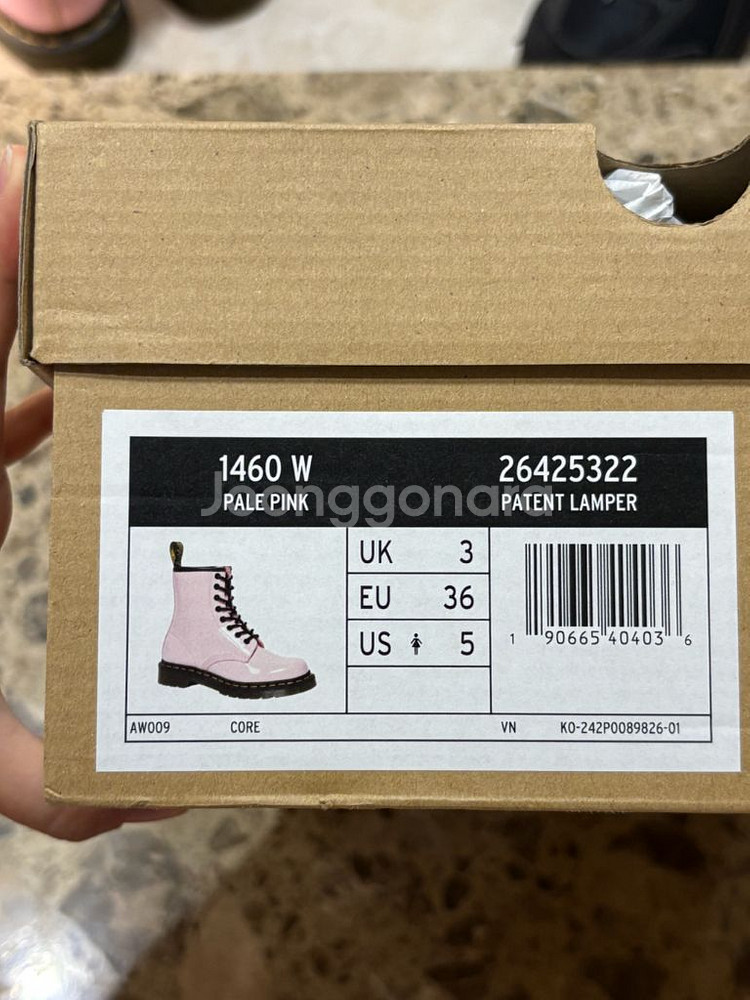 1460 W
PALE PINK
26425322
PATENT LAMPER
Joonggonara
UK 3
EU 36
US 5
1 90665 40403 6
AW009 CORE VN KO-242P0089826-01